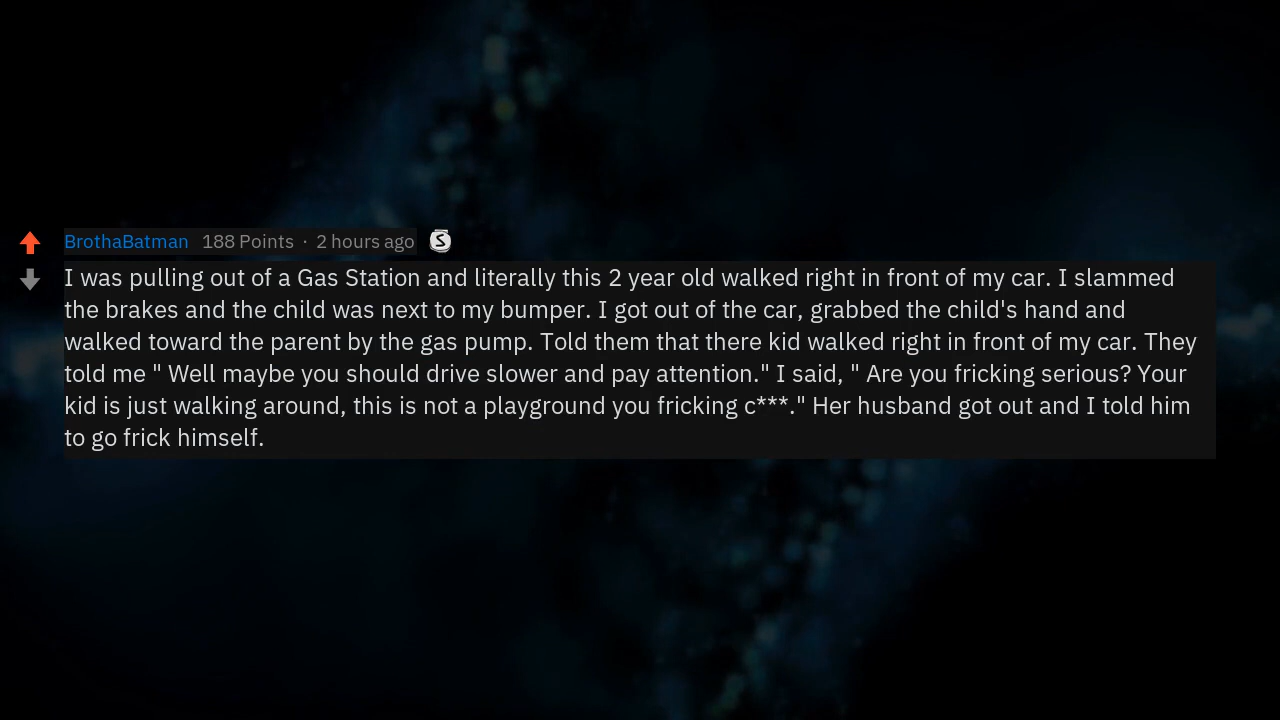 BrothaBatman 188 Points · 2 hours ago S
I was pulling out of a Gas Station and literally this 2 year old walked right in front of my car. I slammed
the brakes and the child was next to my bumper. I got out of the car, grabbed the child's hand and
walked toward the parent by the gas pump. Told them that there kid walked right in front of my car. They
told me " Well maybe you should drive slower and pay attention." I said, " Are you fricking serious? Your
kid is just walking around, this is not a playground you fricking c***." Her husband got out and I told him
to go frick himself.